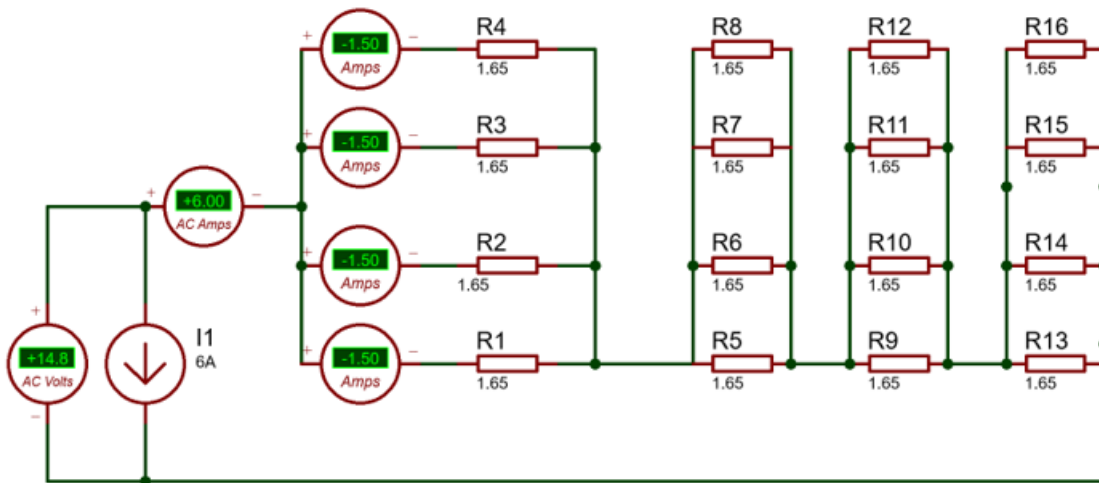 R4 R8 R12 R16
+ -1.50 - Amps
1.65 1.65 1.65 1.65
R3 R7 R11 R15
+ -1.50 - Amps
1.65 1.65 1.65 1.65
+ +6.00 - AC Amps
R2 R6 R10 R14
+ -1.50 - Amps
1.65 1.65 1.65 1.65
R1 R5 R9 R13
+ -1.50 - Amps
1.65 1.65 1.65 1.65
+
+14.8
AC Volts
-
I1
6A